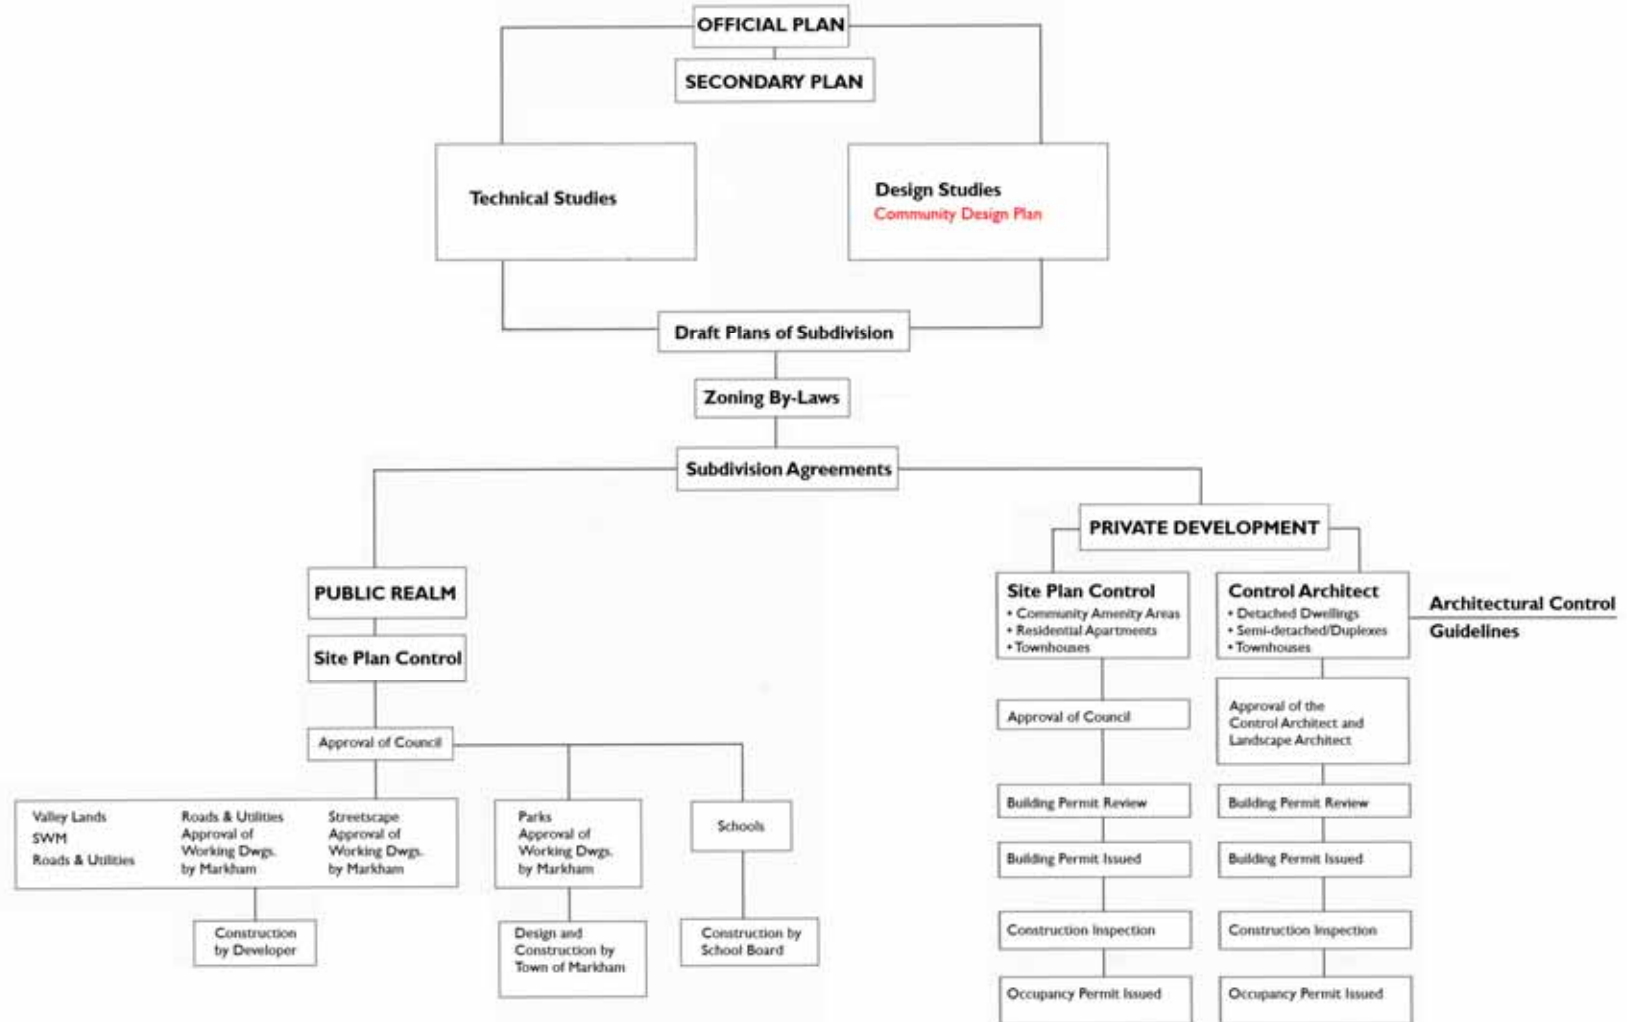 OFFICIAL PLAN
SECONDARY PLAN
Technical Studies
Design Studies
Community Design Plan
Draft Plans of Subdivision
Zoning By-Laws
Subdivision Agreements
PUBLIC REALM
Site Plan Control
Approval of Council
Valley Lands
SWM
Roads & Utilities
Roads & Utilities
Approval of
Working Dwgs.
by Markham
Streetscape
Approval of
Working Dwgs.
by Markham
Construction
by Developer
Parks
Approval of
Working Dwgs.
by Markham
Design and
Construction by
Town of Markham
Schools
Construction by
School Board
PRIVATE DEVELOPMENT
Site Plan Control
• Community Amenity Areas
• Residential Apartments
• Townhouses
Approval of Council
Building Permit Review
Building Permit Issued
Construction Inspection
Occupancy Permit Issued
Control Architect
• Detached Dwellings
• Semi-detached/Duplexes
• Townhouses
Approval of the
Control Architect and
Landscape Architect
Building Permit Review
Building Permit Issued
Construction Inspection
Occupancy Permit Issued
Architectural Control
Guidelines